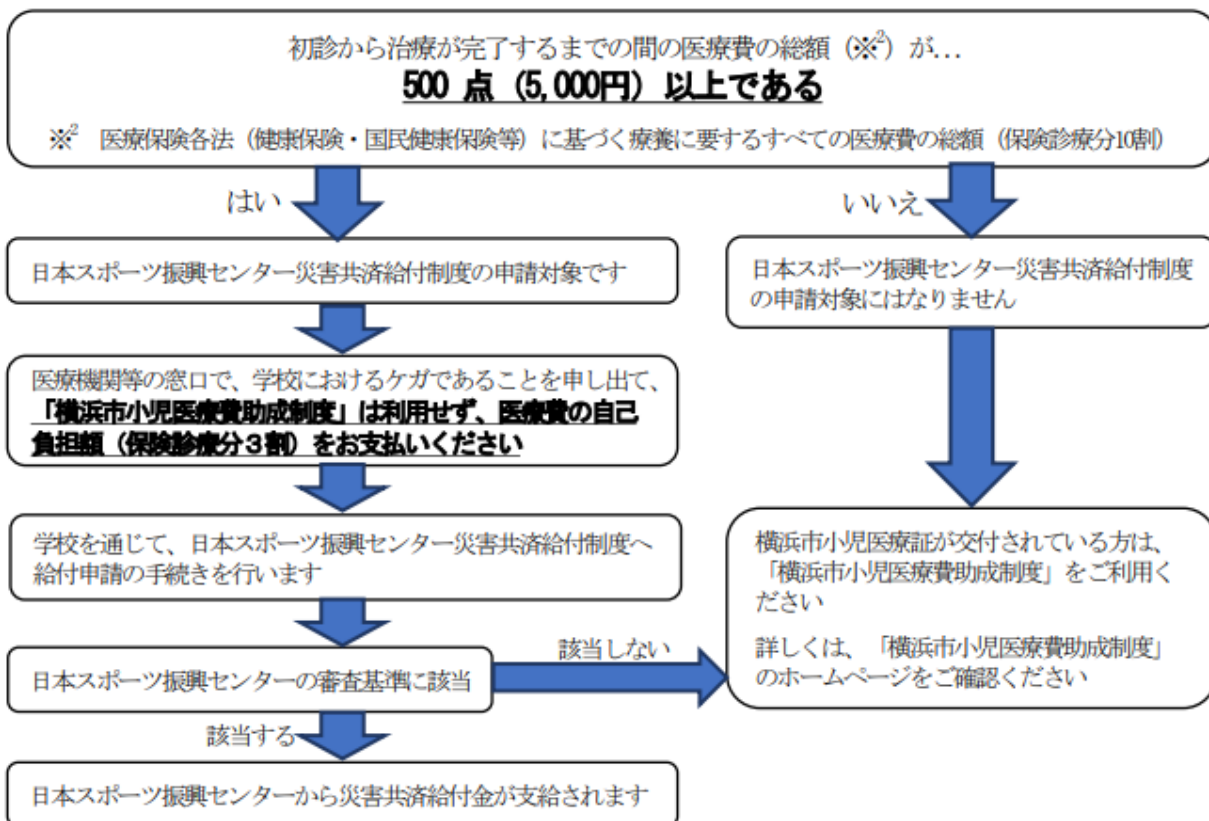 初診から治療が完了するまでの間の医療費の総額（※2）が…
500 点（5,000円）以上である
※2　医療保険各法（健康保険・国民健康保険等）に基づく療養に要するすべての医療費の総額（保険診療分10割）
はい
いいえ
日本スポーツ振興センター災害共済給付制度の申請対象です
日本スポーツ振興センター災害共済給付制度
の申請対象にはなりません
医療機関等の窓口で、学校におけるケガであることを申し出て、
「横浜市小児医療費助成制度」は利用せず、医療費の自己
負担額（保険診療分３割）をお支払いください
学校を通じて、日本スポーツ振興センター災害共済給付制度へ
給付申請の手続きを行います
横浜市小児医療証が交付されている方は、
「横浜市小児医療費助成制度」をご利用く
ださい
詳しくは、「横浜市小児医療費助成制度」
のホームページをご確認ください
日本スポーツ振興センターの審査基準に該当
該当しない
該当する
日本スポーツ振興センターから災害共済給付金が支給されます